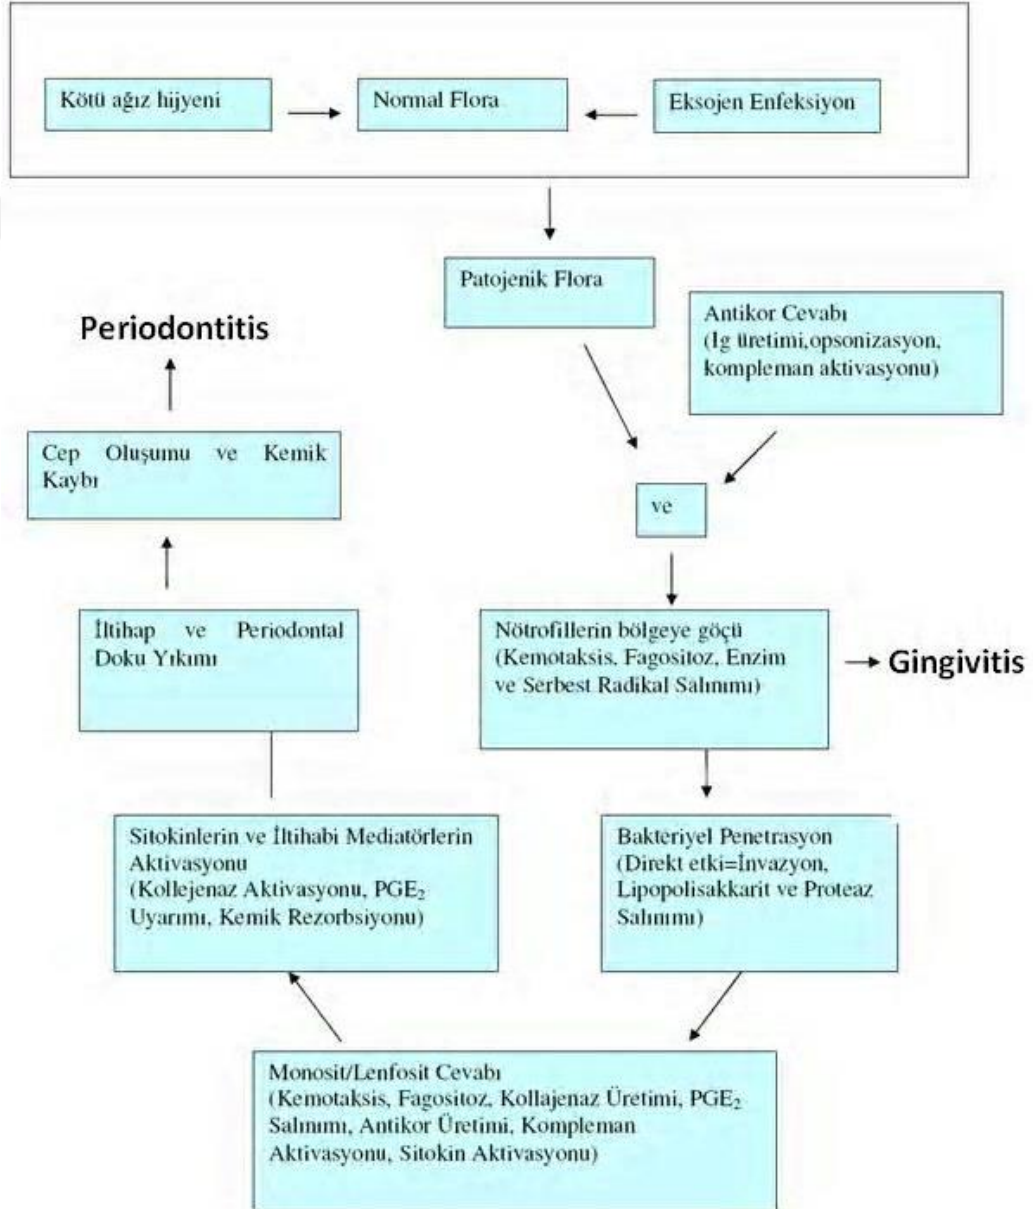 Kötü ağız hijyeni
Normal Flora
Eksojen Enfeksiyon
Patojenik Flora
Antikor Cevabı
(Ig üretimi,opsonizasyon,
kompleman aktivasyonu)
ve
Nötrofillerin bölgeye göçü
(Kemotaksis, Fagositoz, Enzim
ve Serbest Radikal Salınımı)
Gingivitis
Bakteriyel Penetrasyon
(Direkt etki=İnvazyon,
Lipopolisakkarit ve Proteaz
Salınımı)
Monosit/Lenfosit Cevabı
(Kemotaksis, Fagositoz, Kollajenaz Üretimi, PGE₂
Salınımı, Antikor Üretimi, Kompleman
Aktivasyonu, Sitokin Aktivasyonu)
Sitokinlerin ve İltihabi Mediatörlerin
Aktivasyonu
(Kollejenaz Aktivasyonu, PGE₂
Uyarımı, Kemik Rezorbsiyonu)
İltihap ve Periodontal
Doku Yıkımı
Cep Oluşumu ve Kemik
Kaybı
Periodontitis